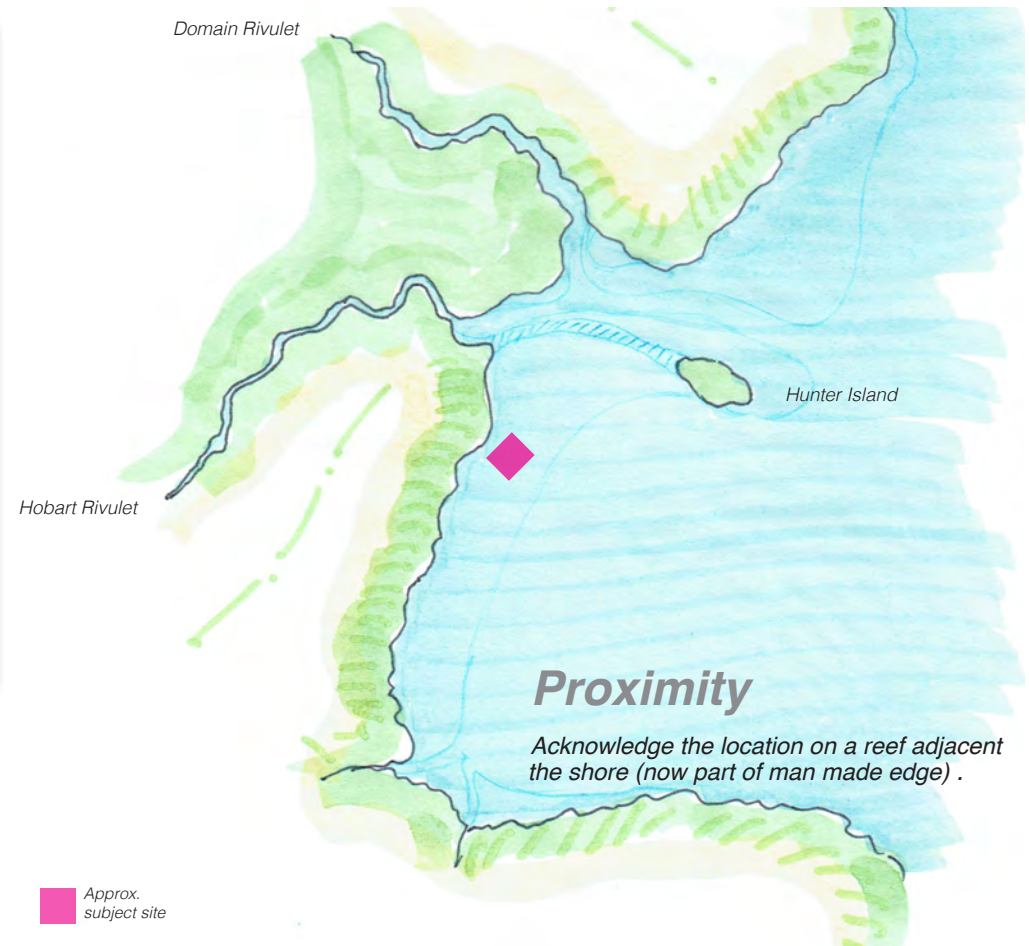 Domain Rivulet
Hunter Island
Hobart Rivulet
Proximity
Acknowledge the location on a reef adjacent
the shore (now part of man made edge) .
Approx.
subject site